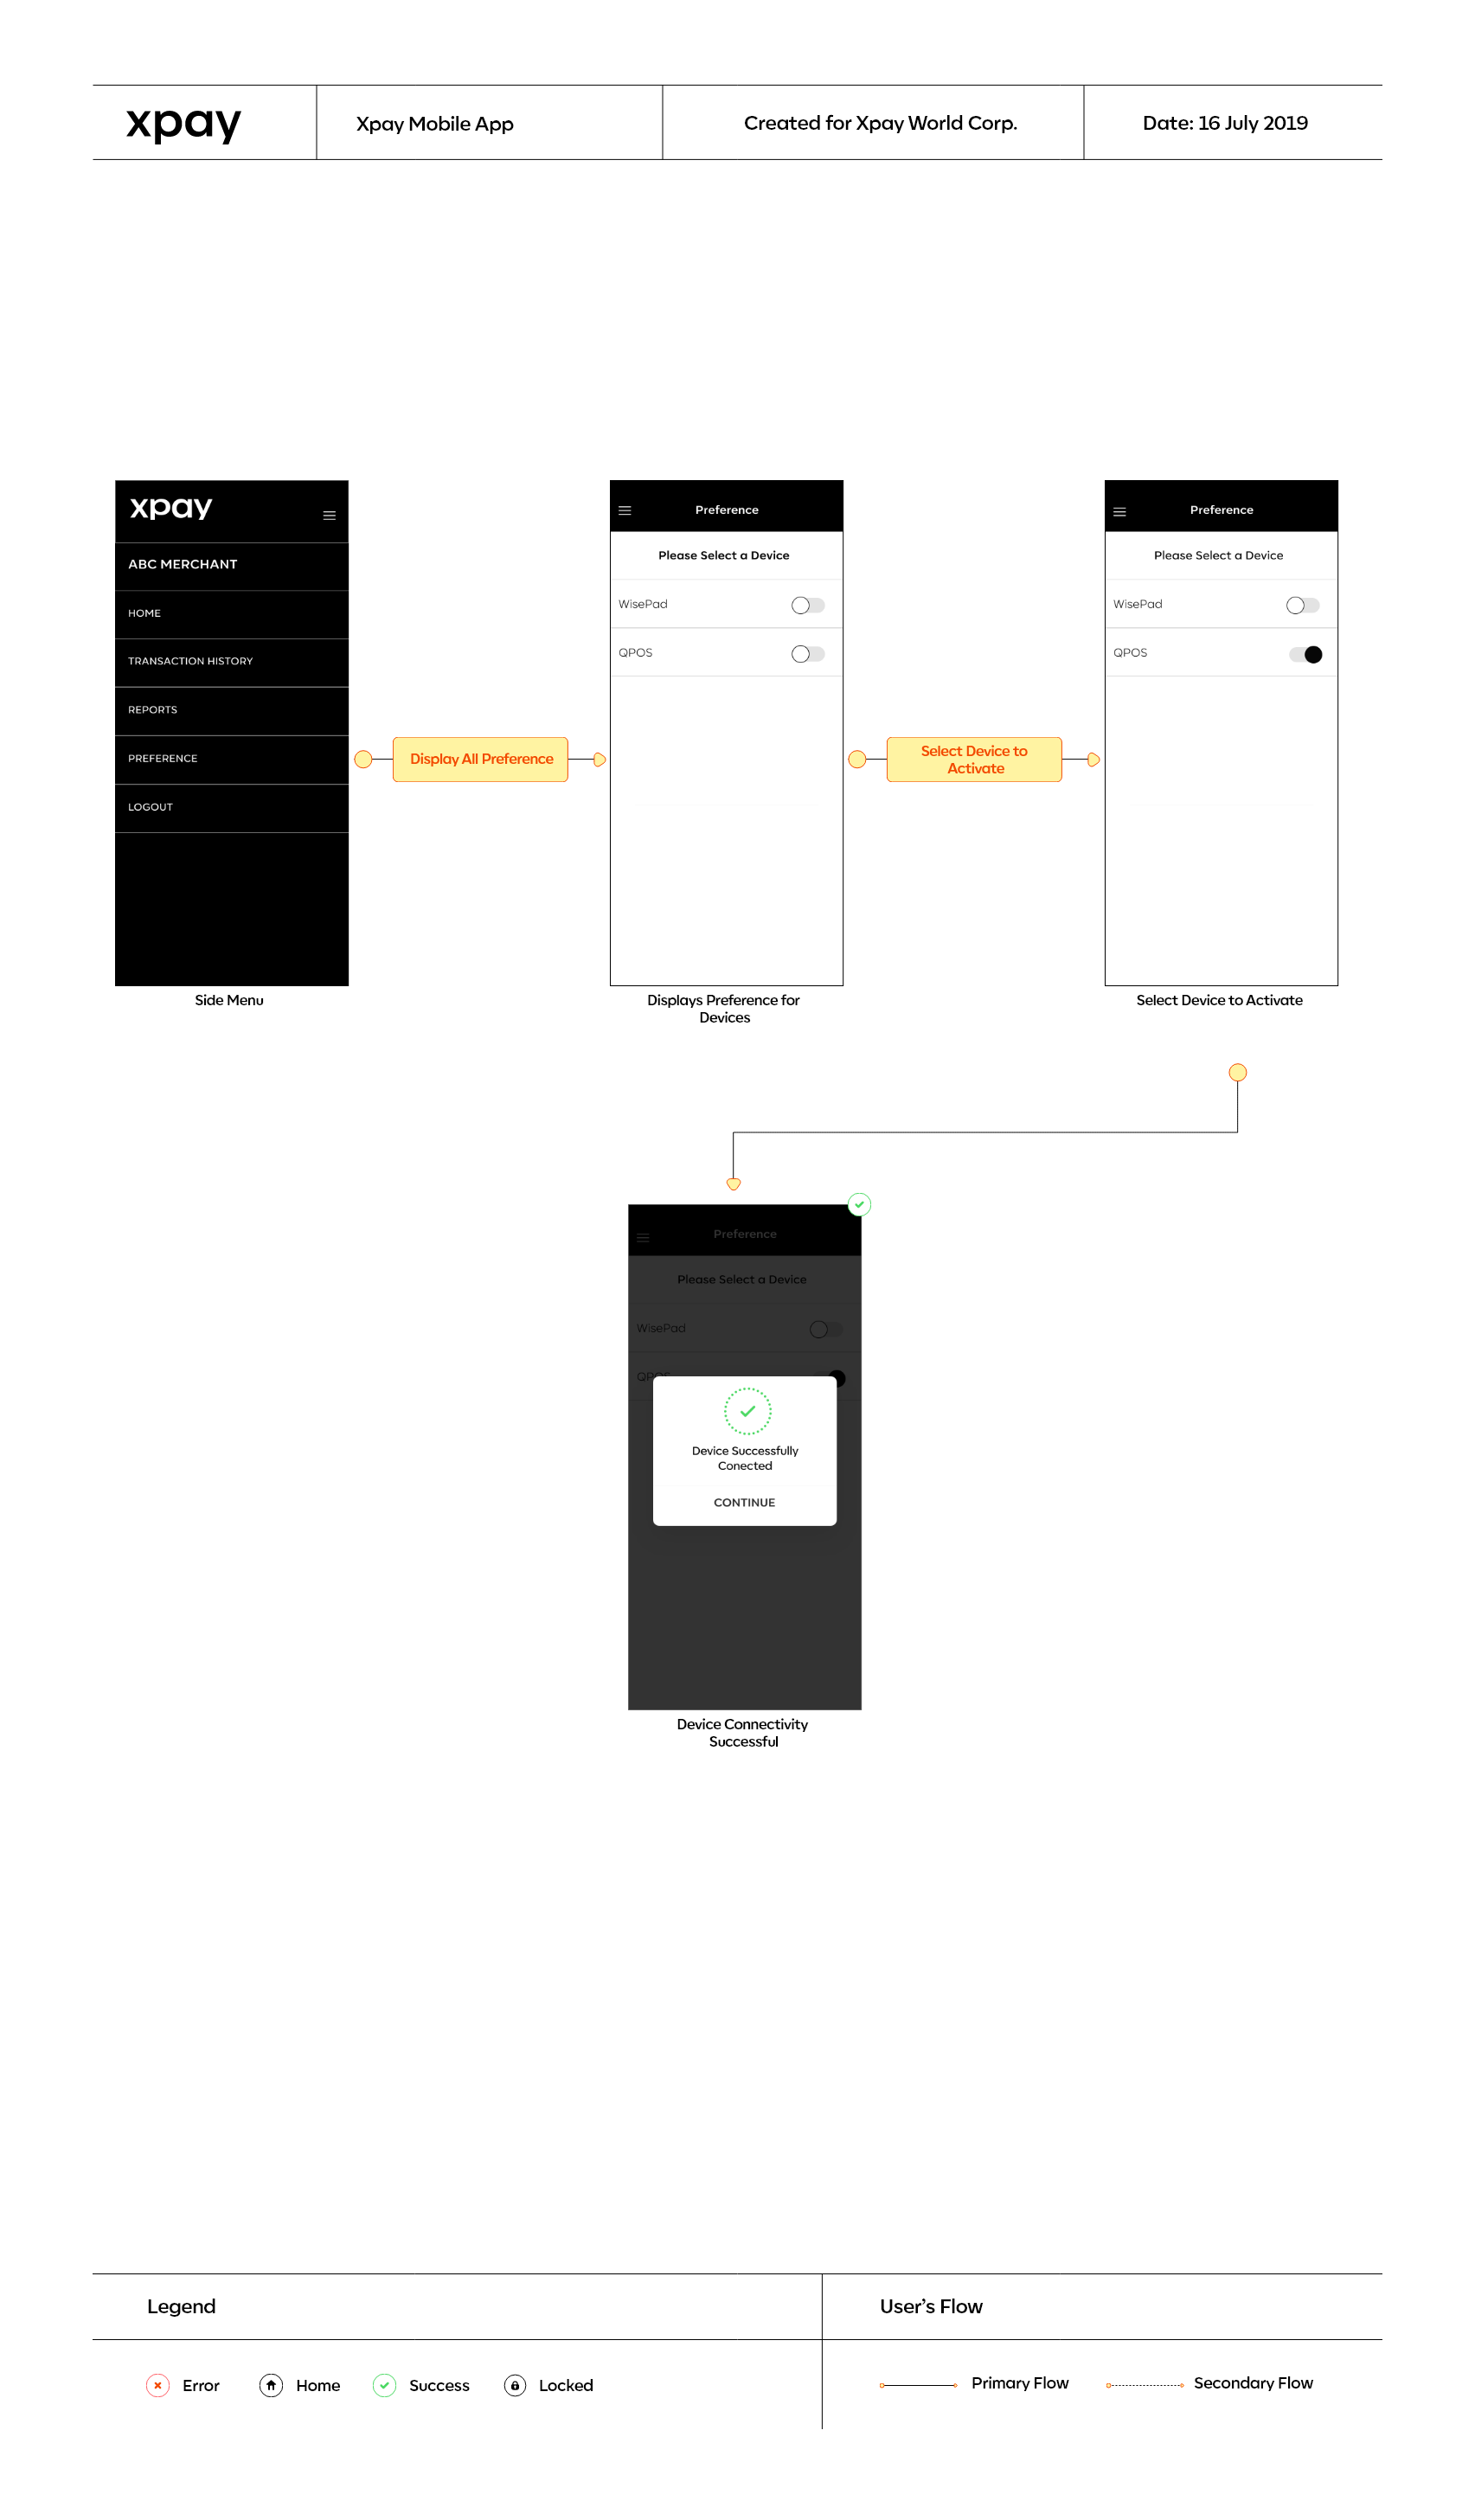 xpay
Xpay Mobile App
Created for Xpay World Corp.
Date: 16 July 2019
xpay
ABC MERCHANT
HOME
TRANSACTION HISTORY
REPORTS
PREFERENCE
LOGOUT
Side Menu
Display All Preference
Preference
Please Select a Device
WisePad
QPOS
Displays Preference for
Devices
Select Device to
Activate
Preference
Please Select a Device
WisePad
QPOS
Select Device to Activate
Preference
Please Select a Device
WisePad
Device Successfully
Conected
CONTINUE
Device Connectivity
Successful
Legend
User's Flow
Error
Home
Success
Locked
Primary Flow
Secondary Flow